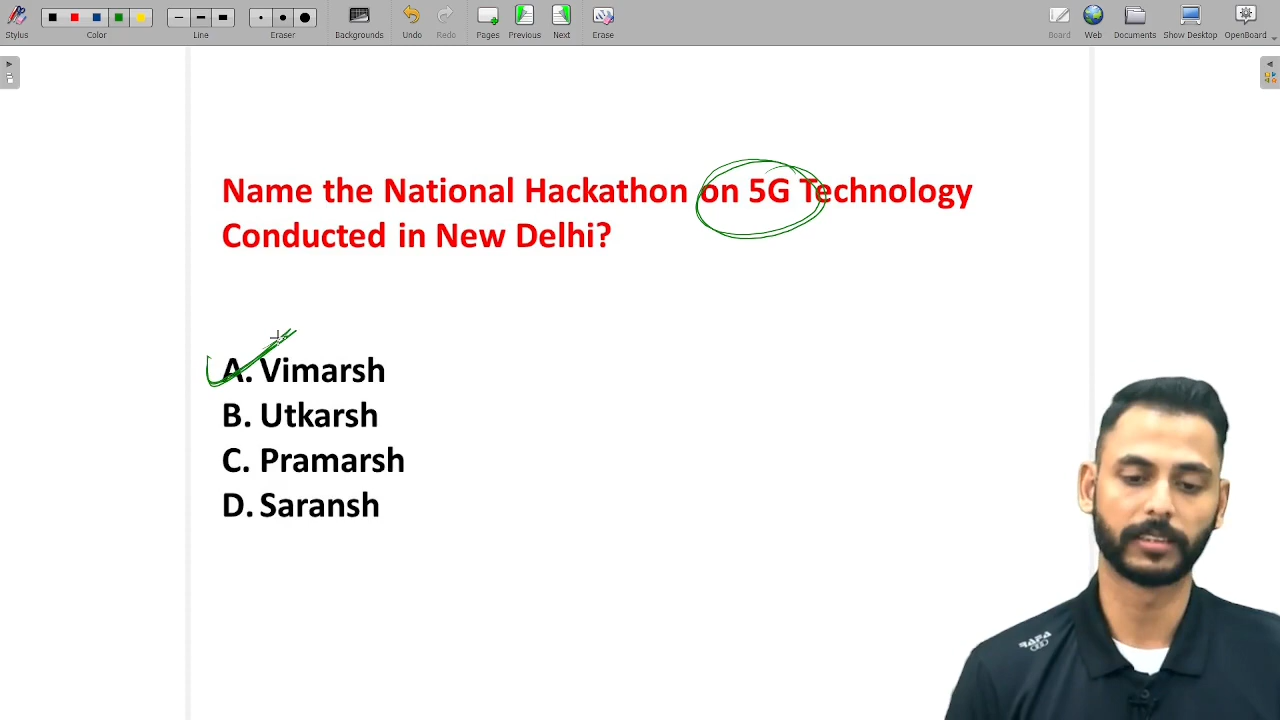 Stylus
Color
Line
Eraser
Backgrounds
Undo
Redo
Pages
Previous
Next
Erase
Board
Web
Documents
Show Desktop
OpenBoard
Name the National Hackathon on 5G Technology
Conducted in New Delhi?
A. Vimarsh
B. Utkarsh
C. Pramarsh
D. Saransh
RAPA